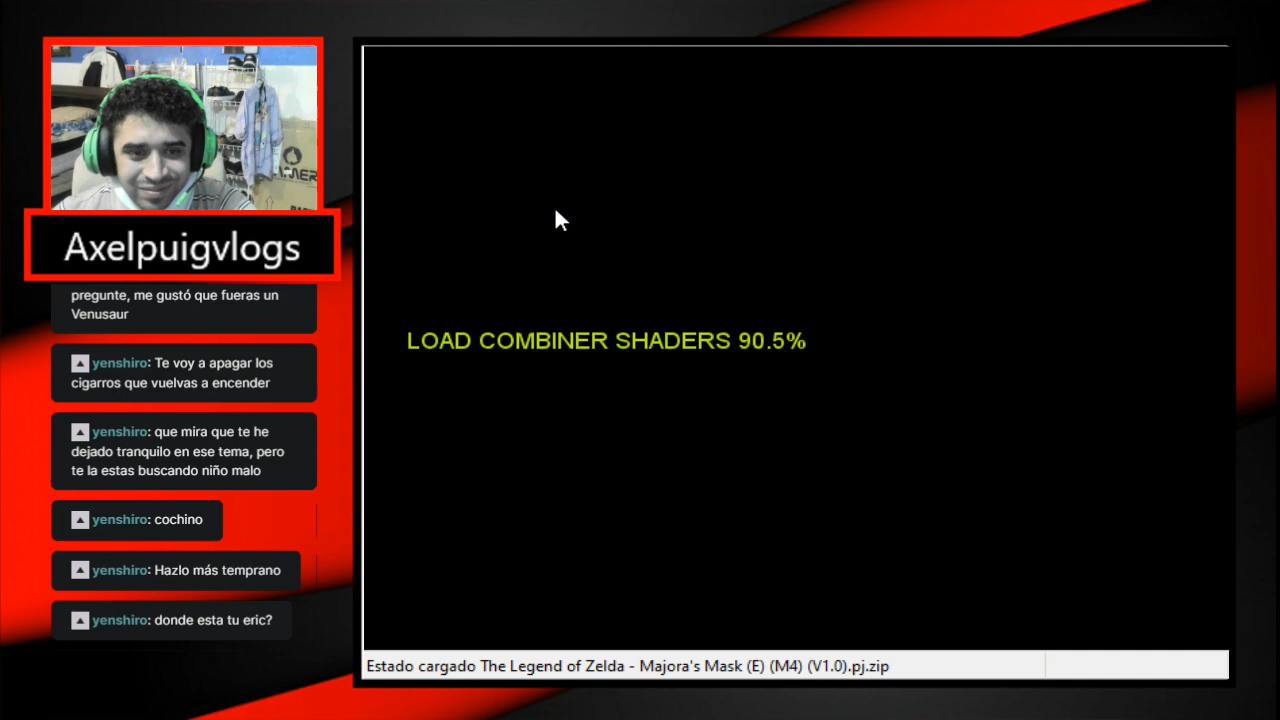 Axelpuigvlogs
pregunte, me gustó que fueras un
Venusaur
yenshiro: Te voy a apagar los
cigarros que vuelvas a encender
yenshiro: que mira que te he
dejado tranquilo en ese tema, pero
te la estas buscando niño malo
yenshiro: cochino
yenshiro: Hazlo más temprano
yenshiro: donde esta tu eric?
LOAD COMBINER SHADERS 90.5%
Estado cargado The Legend of Zelda - Majora's Mask (E) (M4) (V1.0).pj.zip